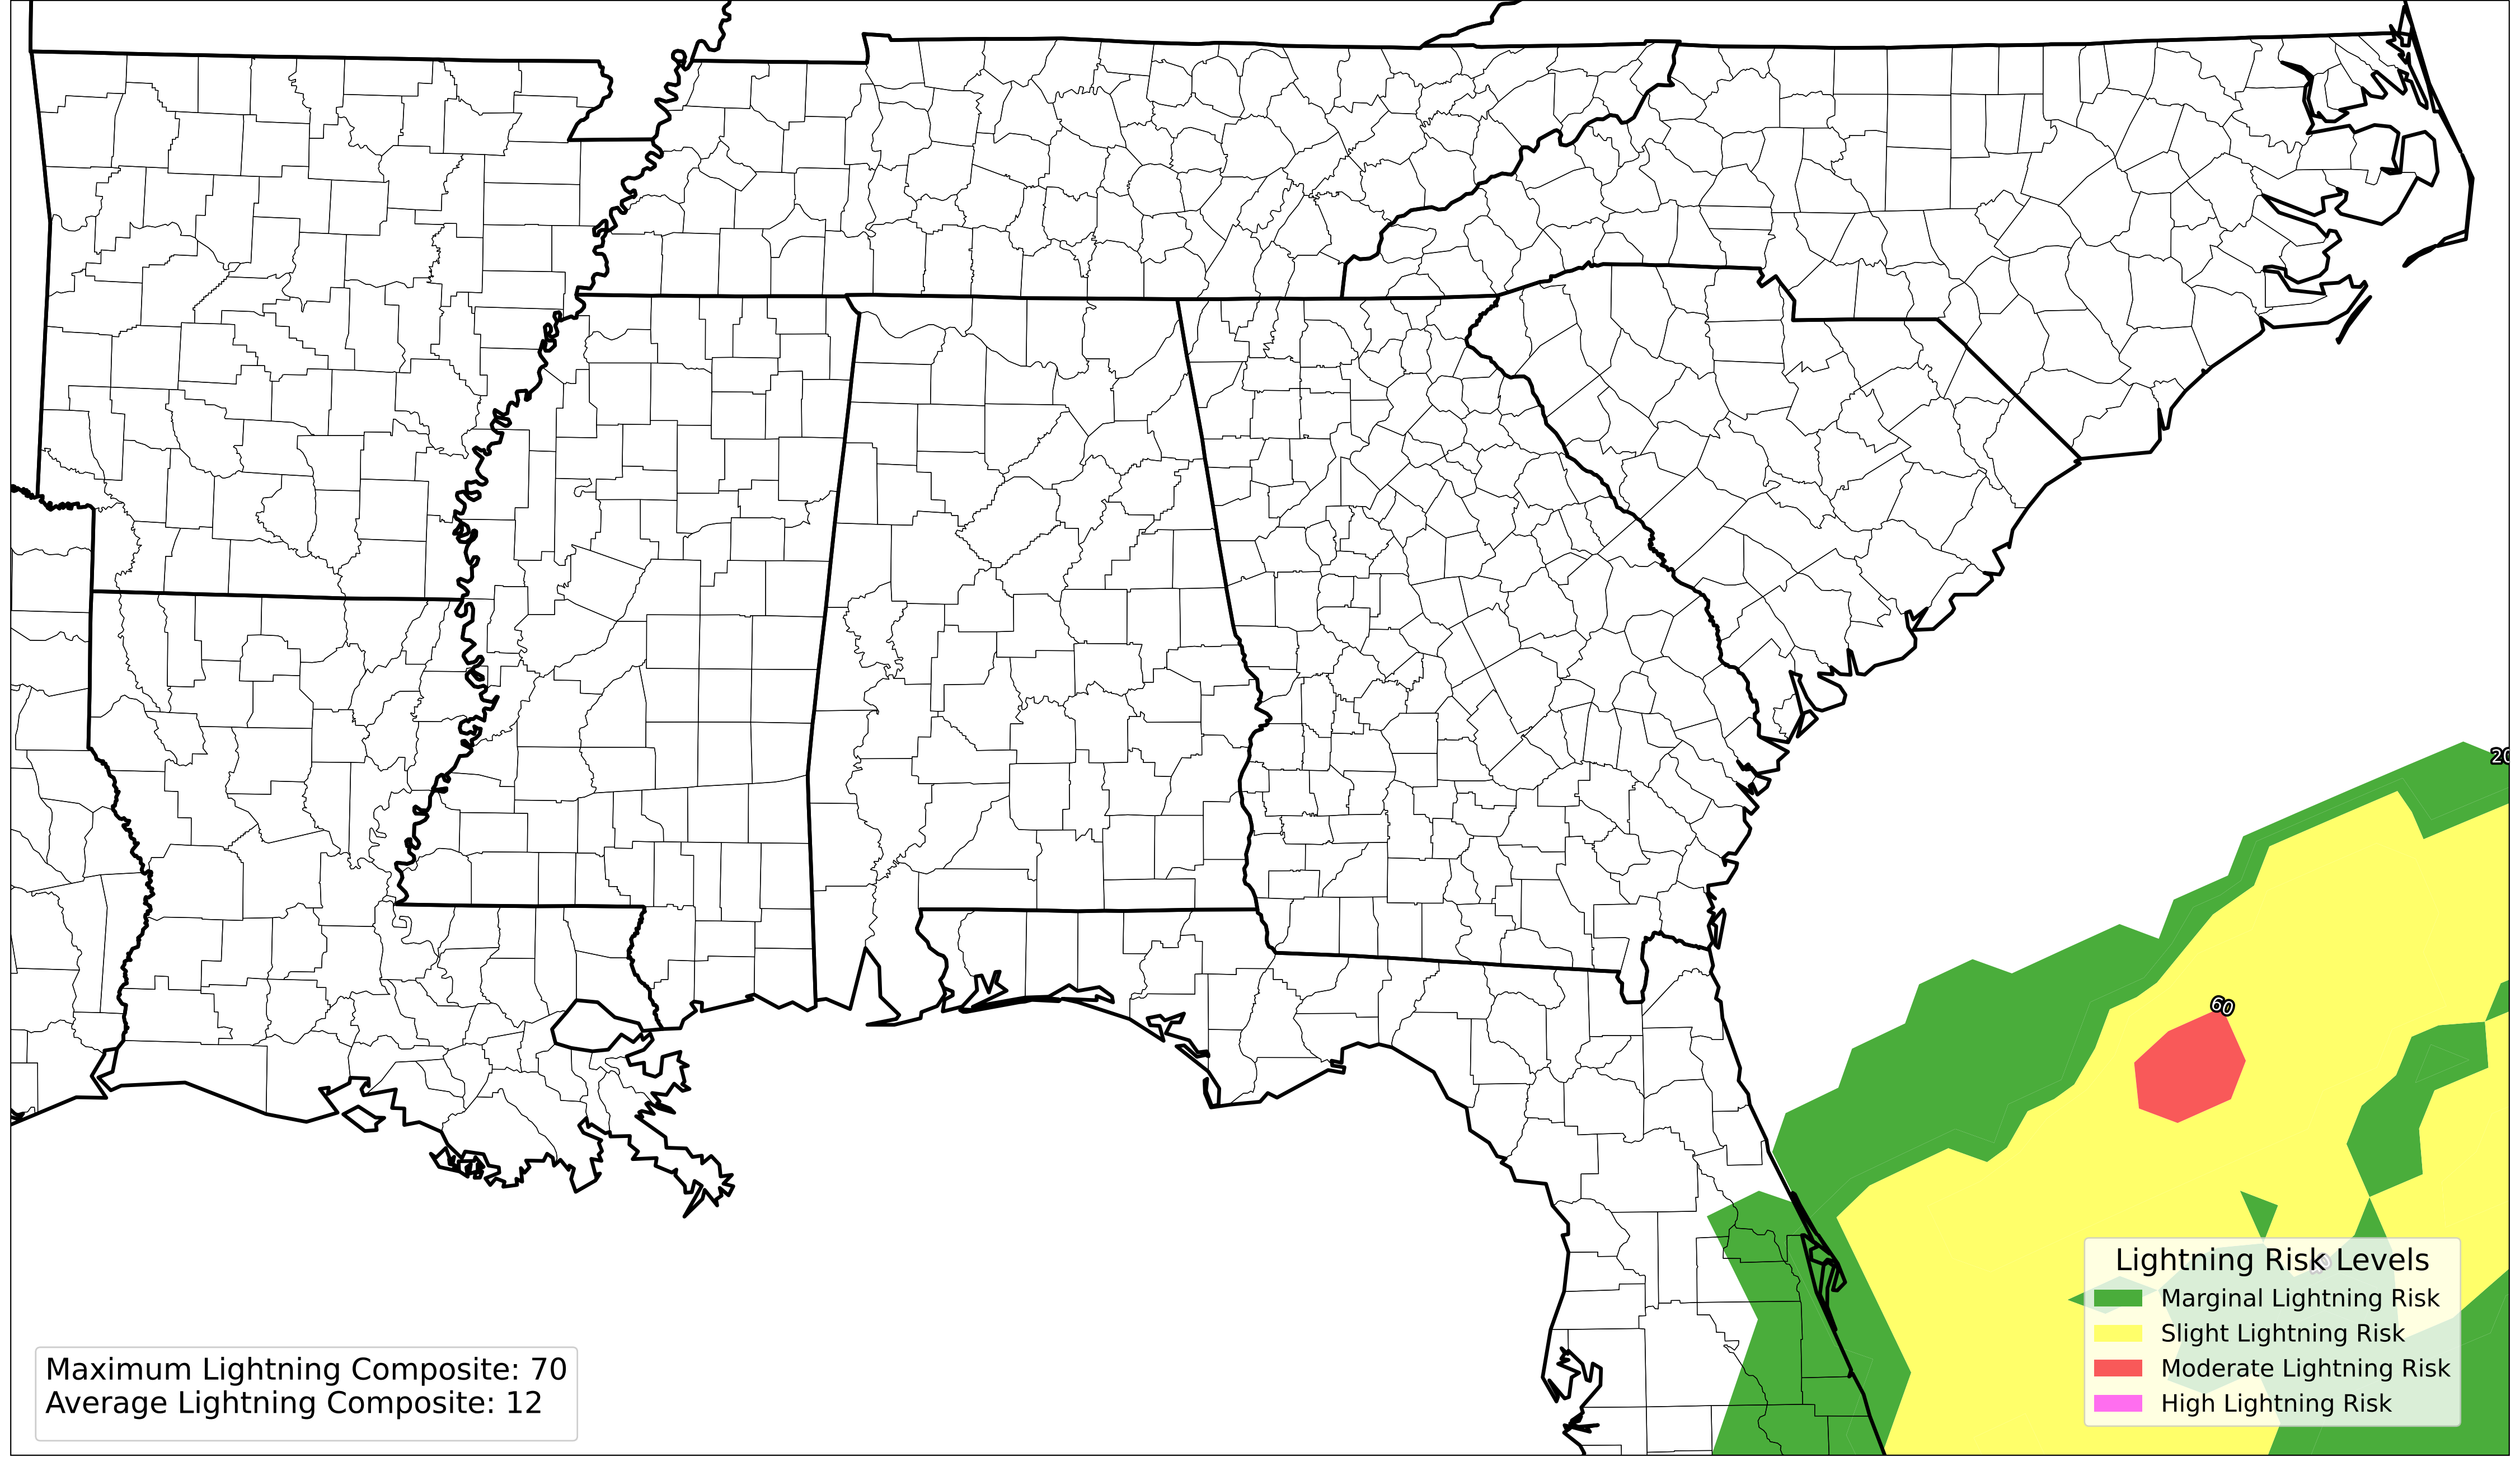 20
60
Lightning Risk Levels
Marginal Lightning Risk
Slight Lightning Risk
Moderate Lightning Risk
High Lightning Risk
Maximum Lightning Composite: 70
Average Lightning Composite: 12